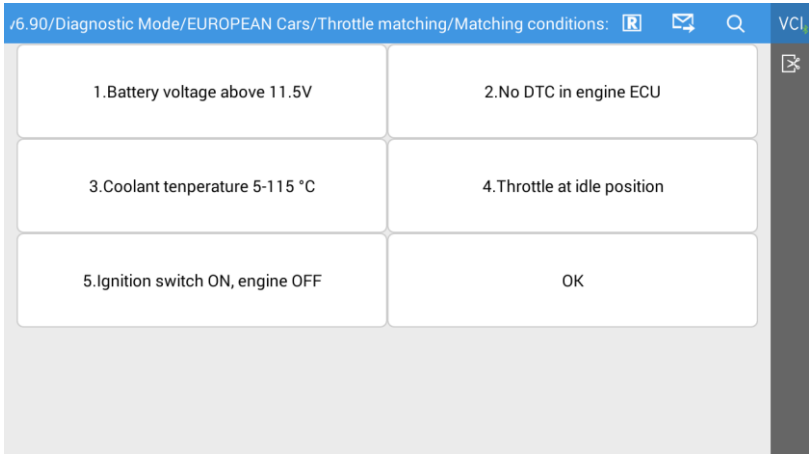 v6.90/Diagnostic Mode/EUROPEAN Cars/Throttle matching/Matching conditions:
R
VCI
1.Battery voltage above 11.5V
2.No DTC in engine ECU
3.Coolant tenperature 5-115 °C
4.Throttle at idle position
5.Ignition switch ON, engine OFF
OK